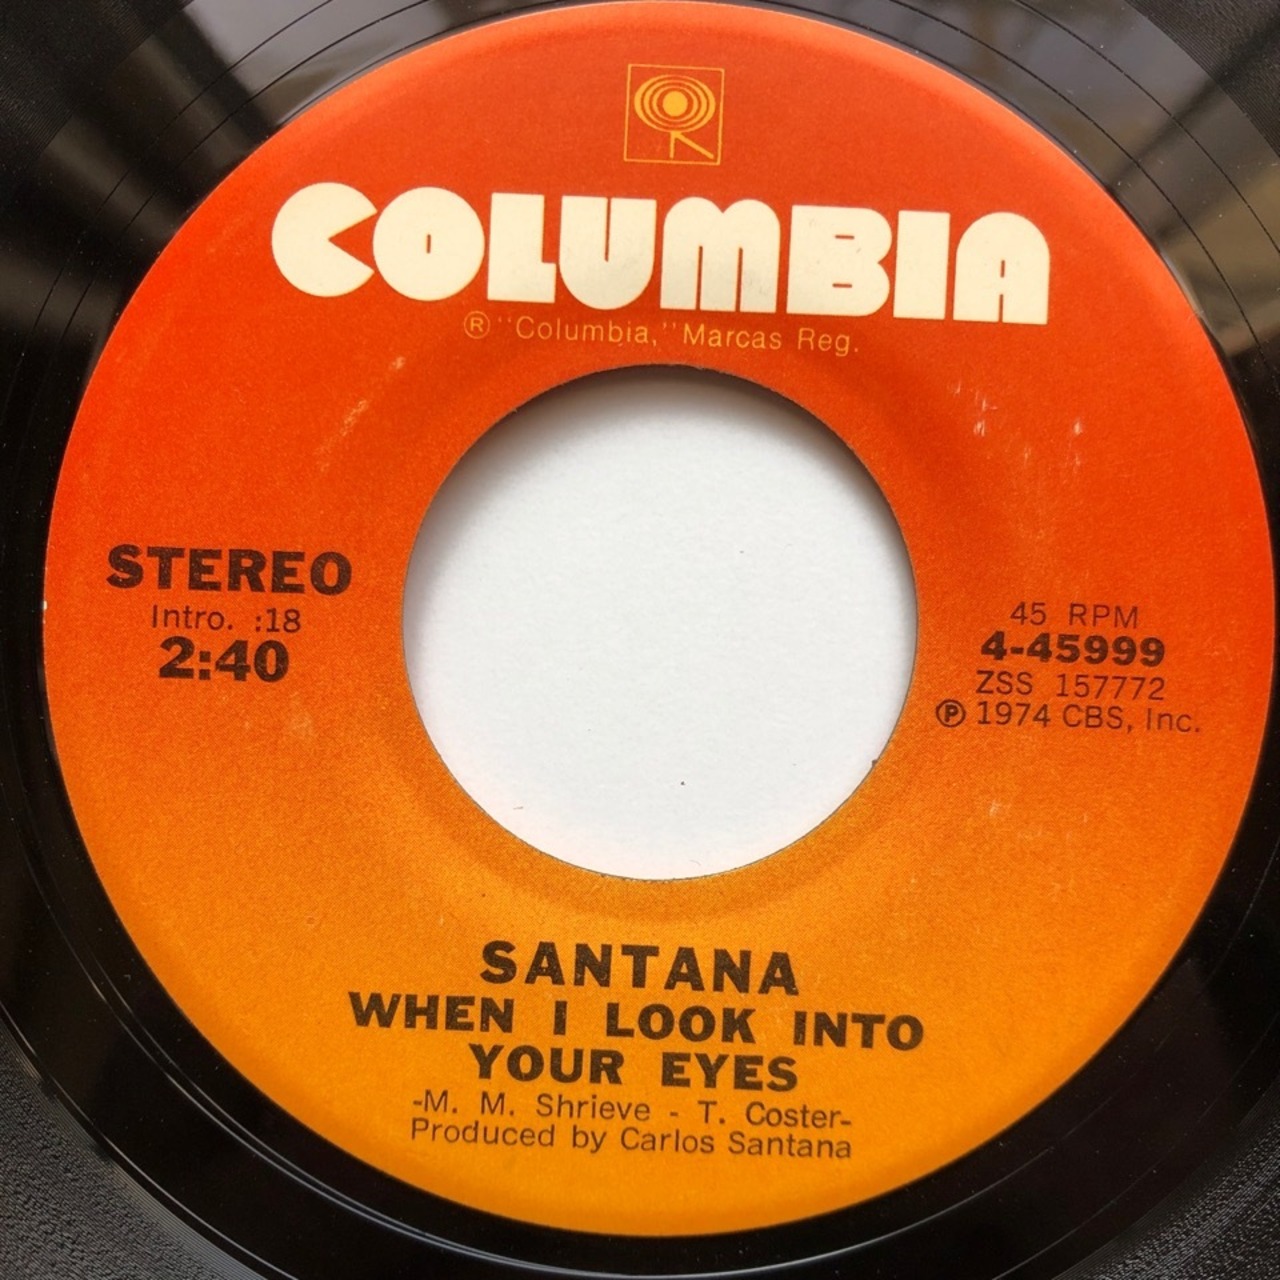 COLUMBIA
®"Columbia," Marcas Reg.
STEREO
Intro. :18
2:40
45 RPM
4-45999
ZSS 157772
℗ 1974 CBS, Inc.
SANTANA
WHEN I LOOK INTO
YOUR EYES
-M. M. Shrieve - T. Coster-
Produced by Carlos Santana